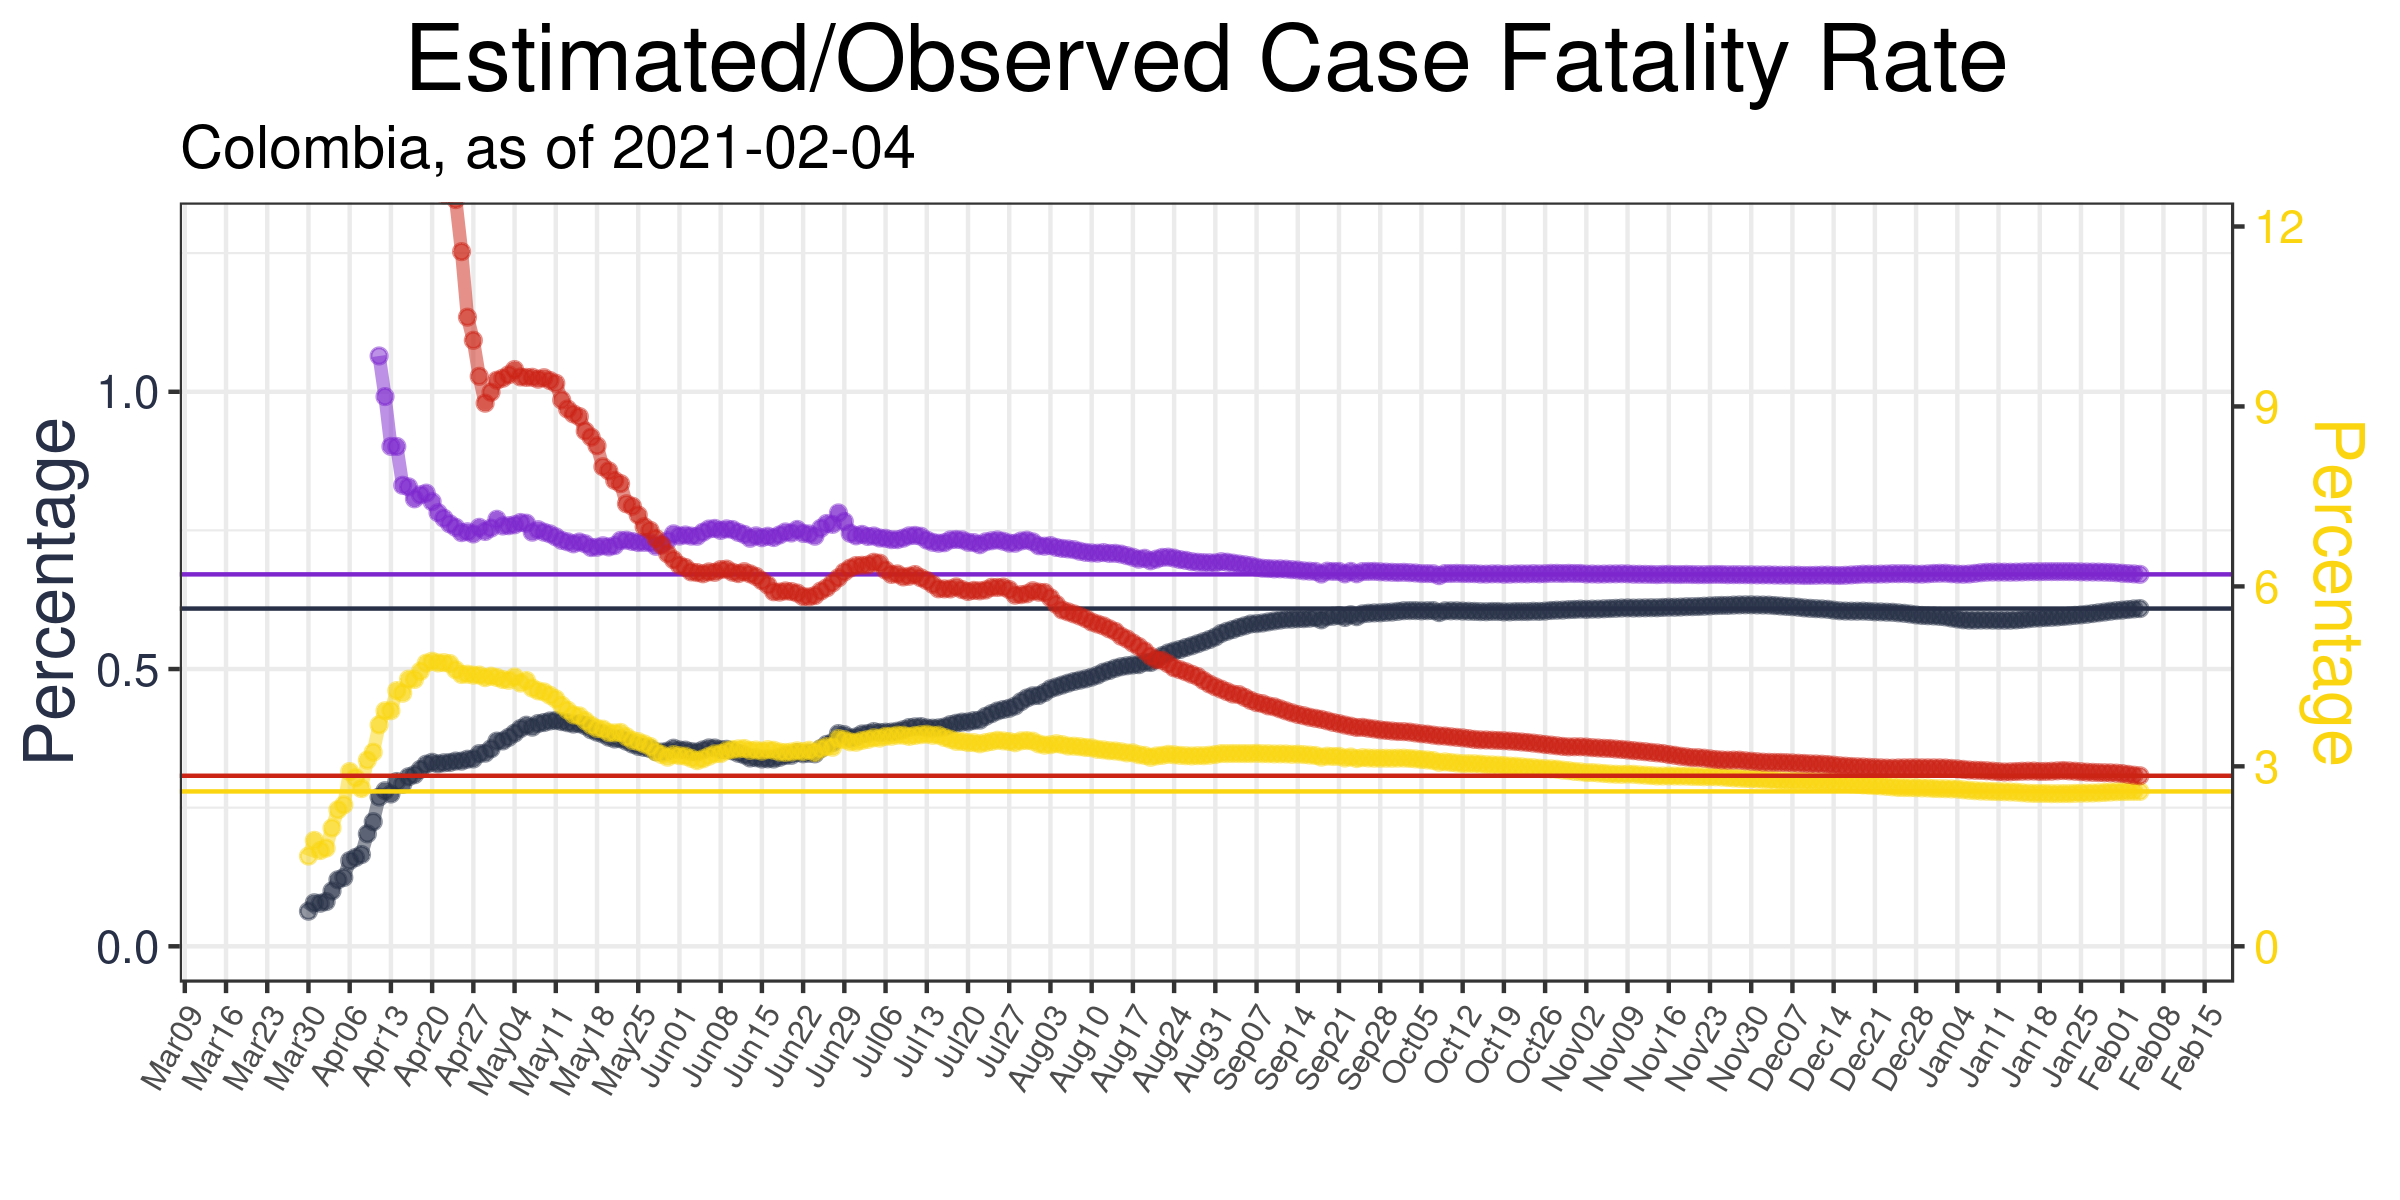 Estimated/Observed Case Fatality Rate
Colombia, as of 2021-02-04
Percentage
1.0
0.5
0.0
12
9
6
3
0
Percentage
Mar09
Mar16
Mar23
Mar30
Apr06
Apr13
Apr20
Apr27
May04
May11
May18
May25
Jun01
Jun08
Jun15
Jun22
Jun29
Jul06
Jul13
Jul20
Jul27
Aug03
Aug10
Aug17
Aug24
Aug31
Sep07
Sep14
Sep21
Sep28
Oct05
Oct12
Oct19
Oct26
Nov02
Nov09
Nov16
Nov23
Nov30
Dec07
Dec14
Dec21
Dec28
Jan04
Jan11
Jan18
Jan25
Feb01
Feb08
Feb15